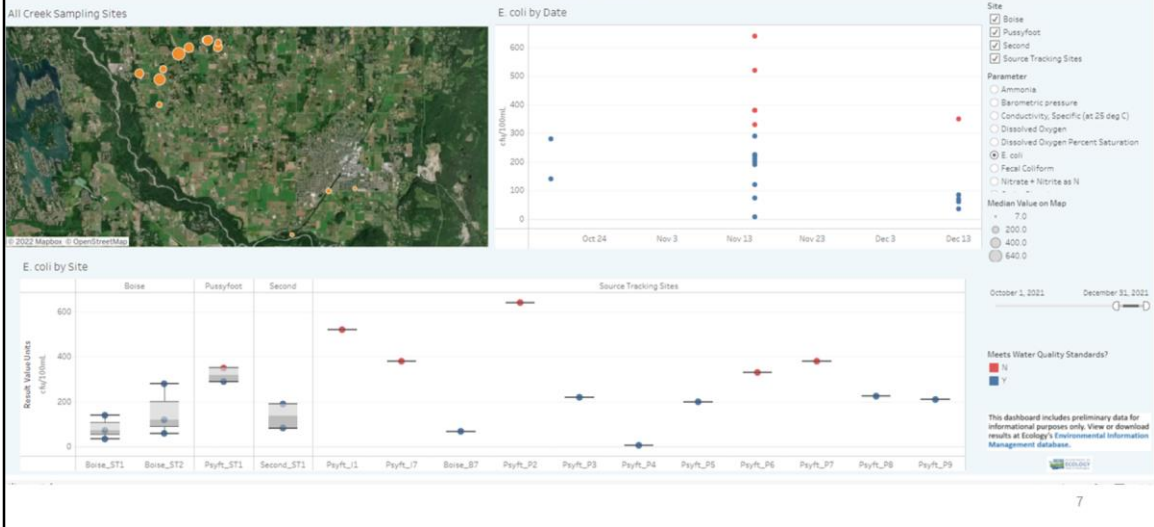 All Creek Sampling Sites
© 2022 Mapbox © OpenStreetMap
E. coli by Date
cfu/100mL
600
500
400
300
200
100
0
Oct 24
Nov 3
Nov 13
Nov 23
Dec 3
Dec 13
Site
Boise
Pussyfoot
Second
Source Tracking Sites
Parameter
Ammonia
Barometric pressure
Conductivity, Specific (at 25 deg C)
Dissolved Oxygen
Dissolved Oxygen Percent Saturation
E. coli
Fecal Coliform
Nitrate + Nitrite as N
Median Value on Map
7.0
200.0
400.0
640.0
October 1, 2021
December 31, 2021
Meets Water Quality Standards?
N
Y
This dashboard includes preliminary data for
informational purposes only. View or download
results at Ecology's Environmental Information
Management database.
ECOLOGY
E. coli by Site
Boise
Pussyfoot
Second
Source Tracking Sites
Result Value Units
cfu/100mL
600
400
200
0
Boise_ST1
Boise_ST2
Psyft_ST1
Second_ST1
Psyft_I1
Psyft_I7
Boise_B7
Psyft_P2
Psyft_P3
Psyft_P4
Psyft_P5
Psyft_P6
Psyft_P7
Psyft_P8
Psyft_P9
7